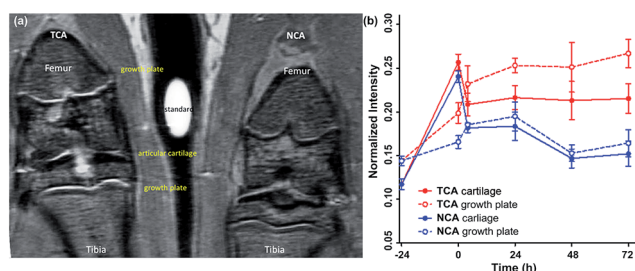 (a)
TCA
NCA
Femur
growth plate
Femur
standard
articular cartilage
growth plate
Tibia
Tibia
(b)
Normalized Intensity
0.30
0.25
0.20
0.15
0.10
0.05
TCA cartilage
TCA growth plate
NCA carliage
NCA growth plate
-24 0 24 48 72
Time (h)